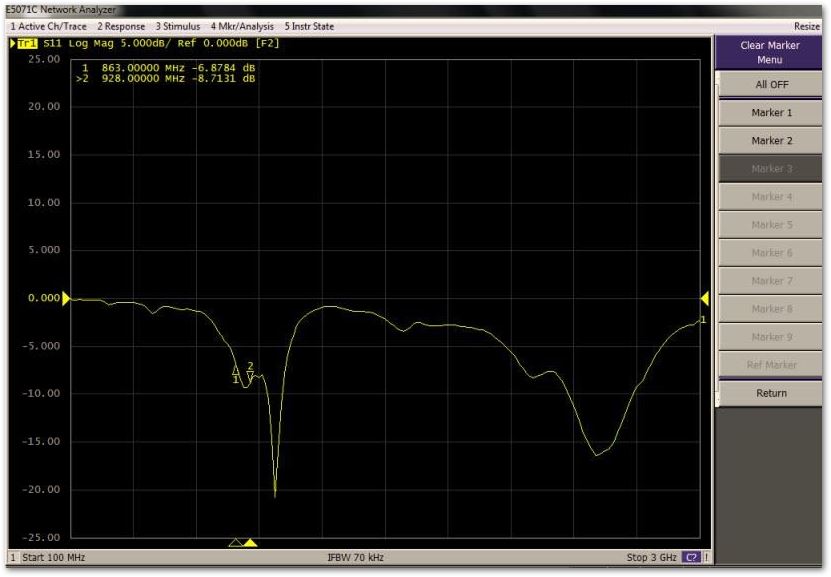 E5071C Network Analyzer
1 Active Ch/Trace 2 Response 3 Stimulus 4 Mkr/Analysis 5 Instr State
Resize
Tr1 S11 Log Mag 5.000dB/ Ref 0.000dB [F2]
25.00
1 863.00000 MHz -6.8784 dB
>2 928.00000 MHz -8.7131 dB
20.00
15.00
10.00
5.000
0.000
-5.000
-10.00
-15.00
-20.00
-25.00
1
2
1
Clear Marker
Menu
All OFF
Marker 1
Marker 2
Marker 3
Marker 4
Marker 5
Marker 6
Marker 7
Marker 8
Marker 9
Ref Marker
Return
1 Start 100 MHz
IFBW 70 kHz
Stop 3 GHz C? !